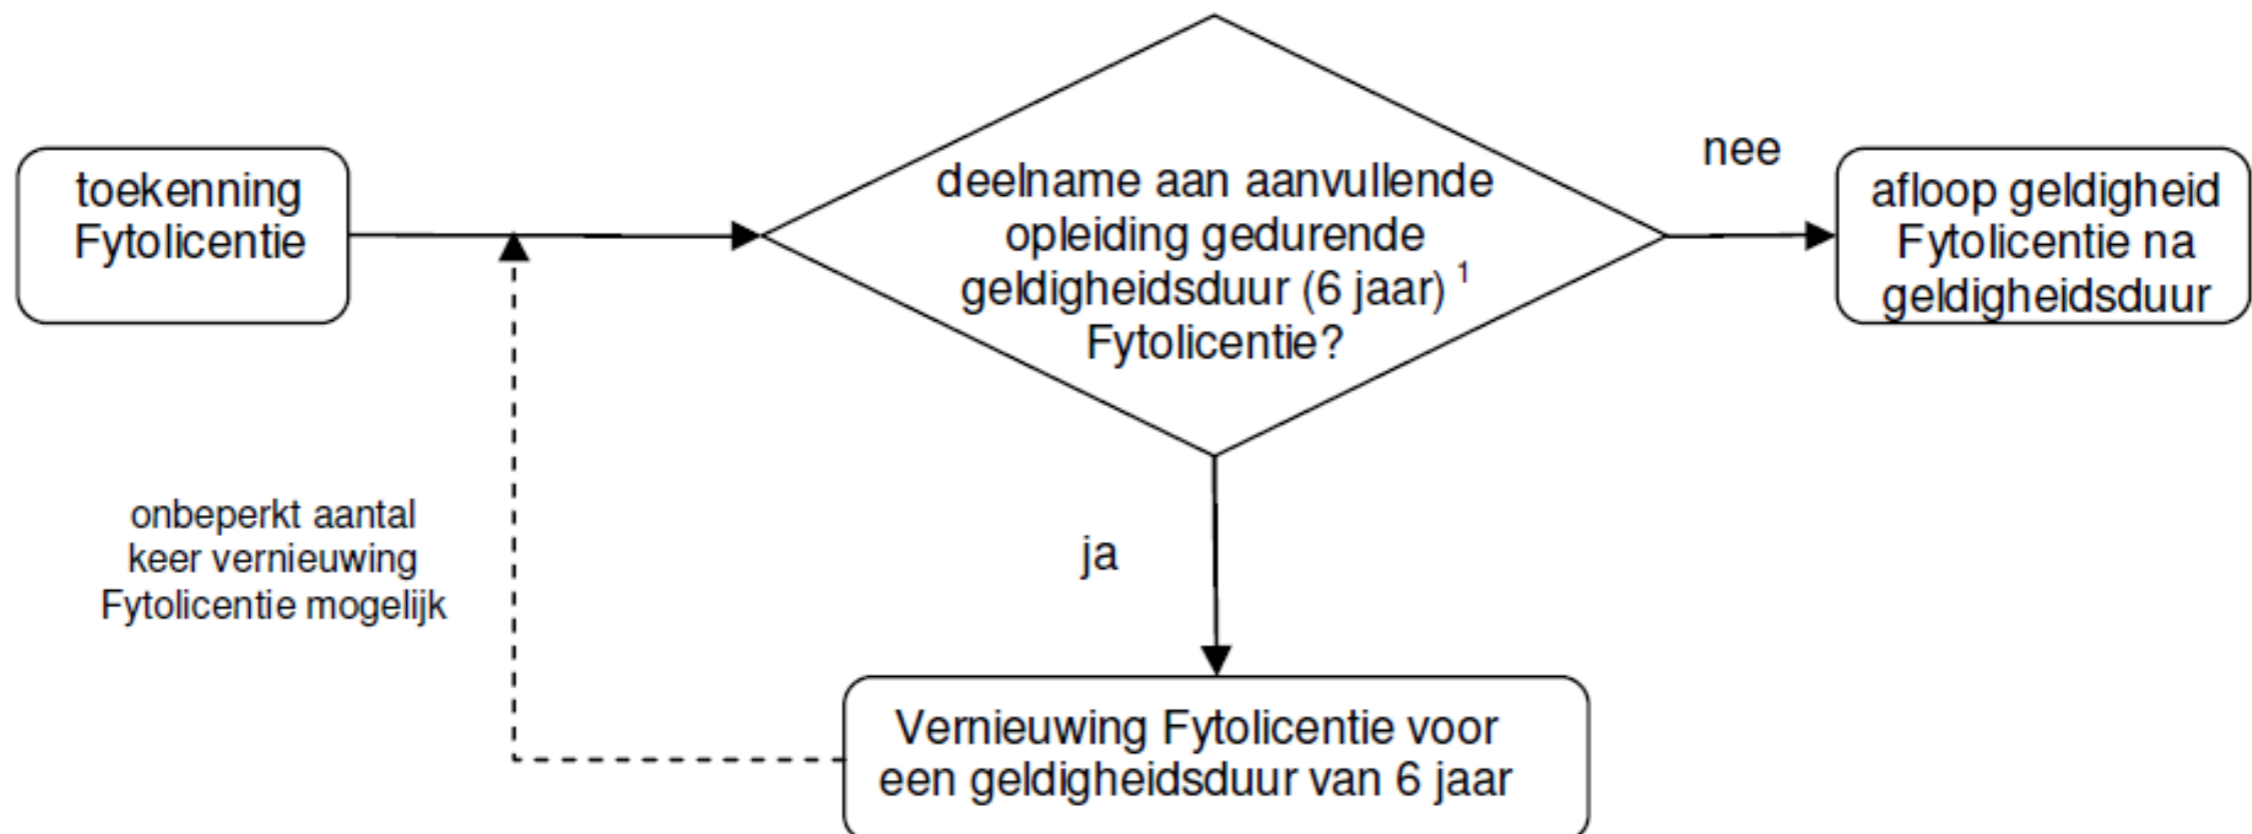 toekenning
Fytolicentie
deelname aan aanvullende
opleiding gedurende
geldigheidsduur (6 jaar) ¹
Fytolicentie?
nee
afloop geldigheid
Fytolicentie na
geldigheidsduur
onbeperkt aantal
keer vernieuwing
Fytolicentie mogelijk
ja
Vernieuwing Fytolicentie voor
een geldigheidsduur van 6 jaar